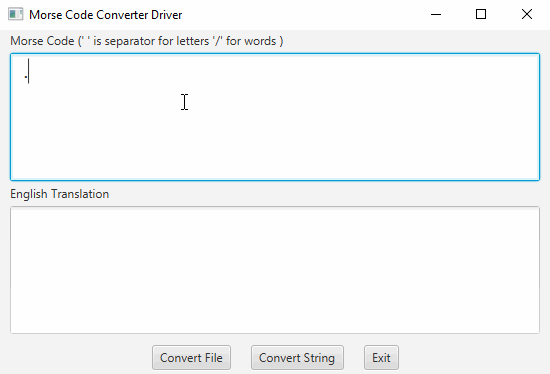 Morse Code Converter Driver
Morse Code (' ' is separator for letters '/' for words )
.
English Translation
Convert File Convert String Exit